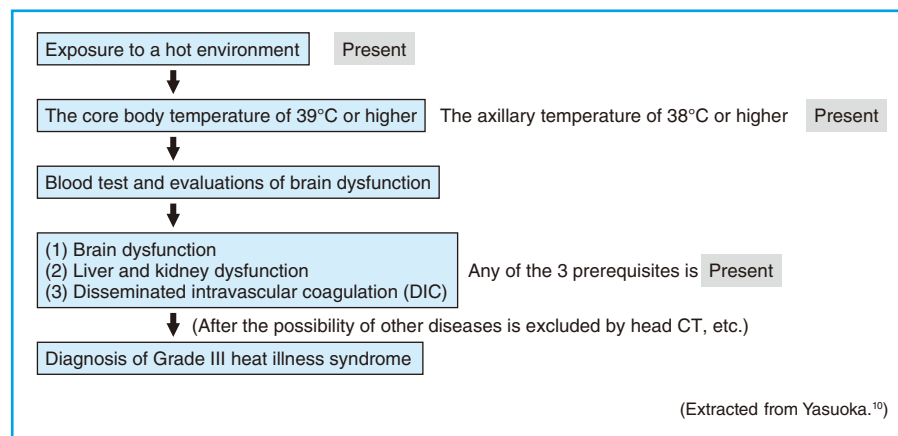 Exposure to a hot environment Present
The core body temperature of 39°C or higher The axillary temperature of 38°C or higher Present
Blood test and evaluations of brain dysfunction
(1) Brain dysfunction
(2) Liver and kidney dysfunction Any of the 3 prerequisites is Present
(3) Disseminated intravascular coagulation (DIC)
(After the possibility of other diseases is excluded by head CT, etc.)
Diagnosis of Grade III heat illness syndrome
(Extracted from Yasuoka.¹⁰)